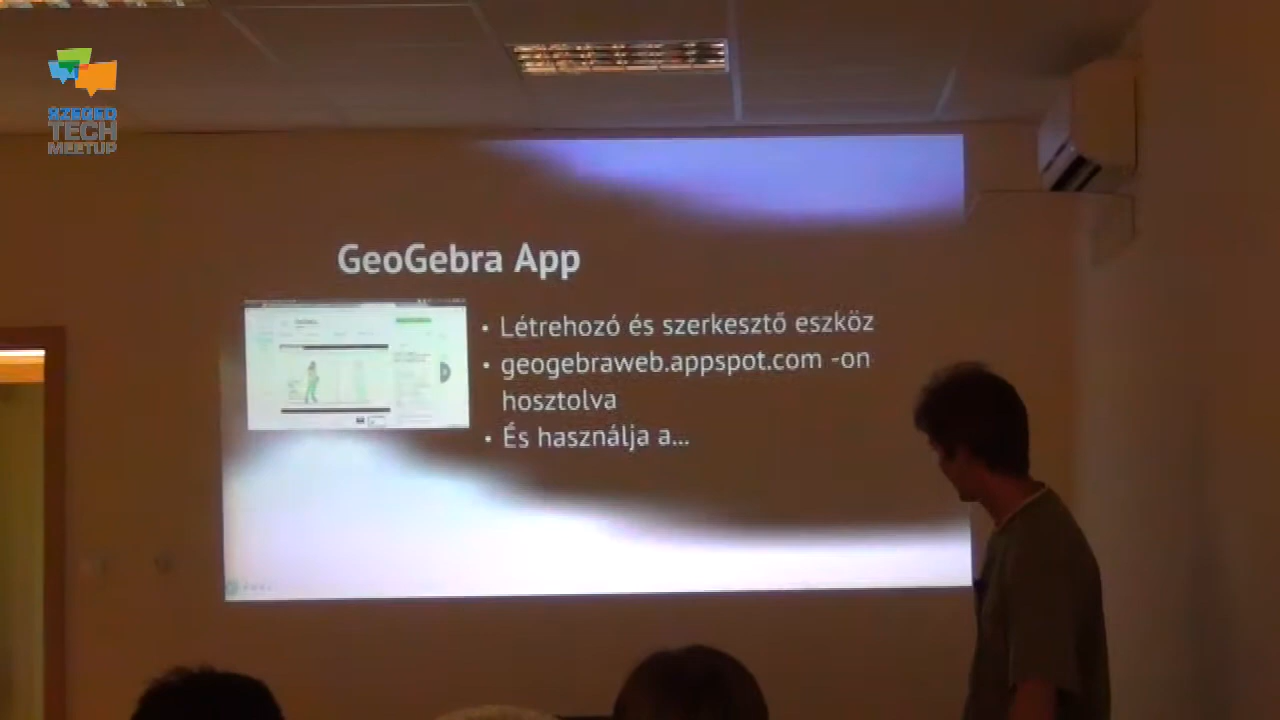 SZEGED
TECH
MEETUP
GeoGebra App
• Létrehozó és szerkesztő eszköz
• geogebraweb.appspot.com -on
hosztolva
• És használja a...